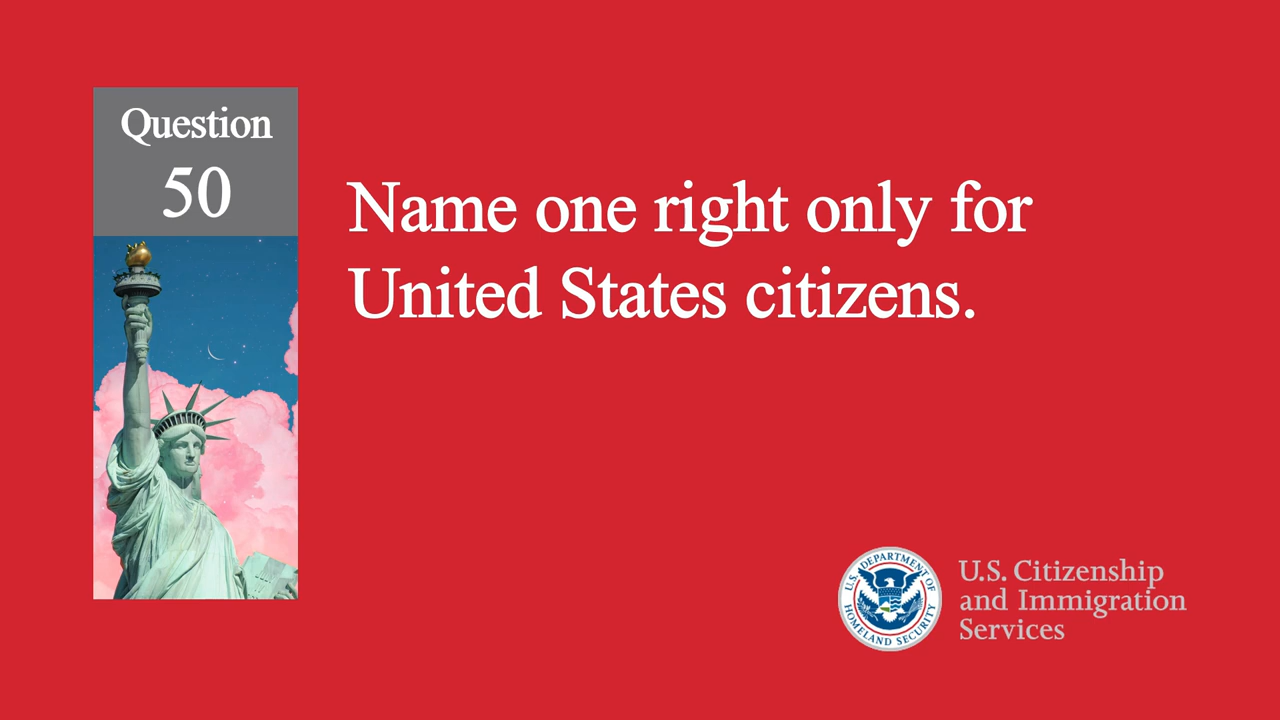 Question
50
Name one right only for
United States citizens.
U.S. DEPARTMENT OF
HOMELAND SECURITY
U.S. Citizenship
and Immigration
Services